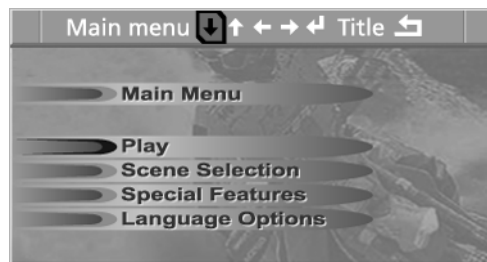 Main menu ↓ ↑ ← → ↵ Title ⮌
Main Menu
Play
Scene Selection
Special Features
Language Options